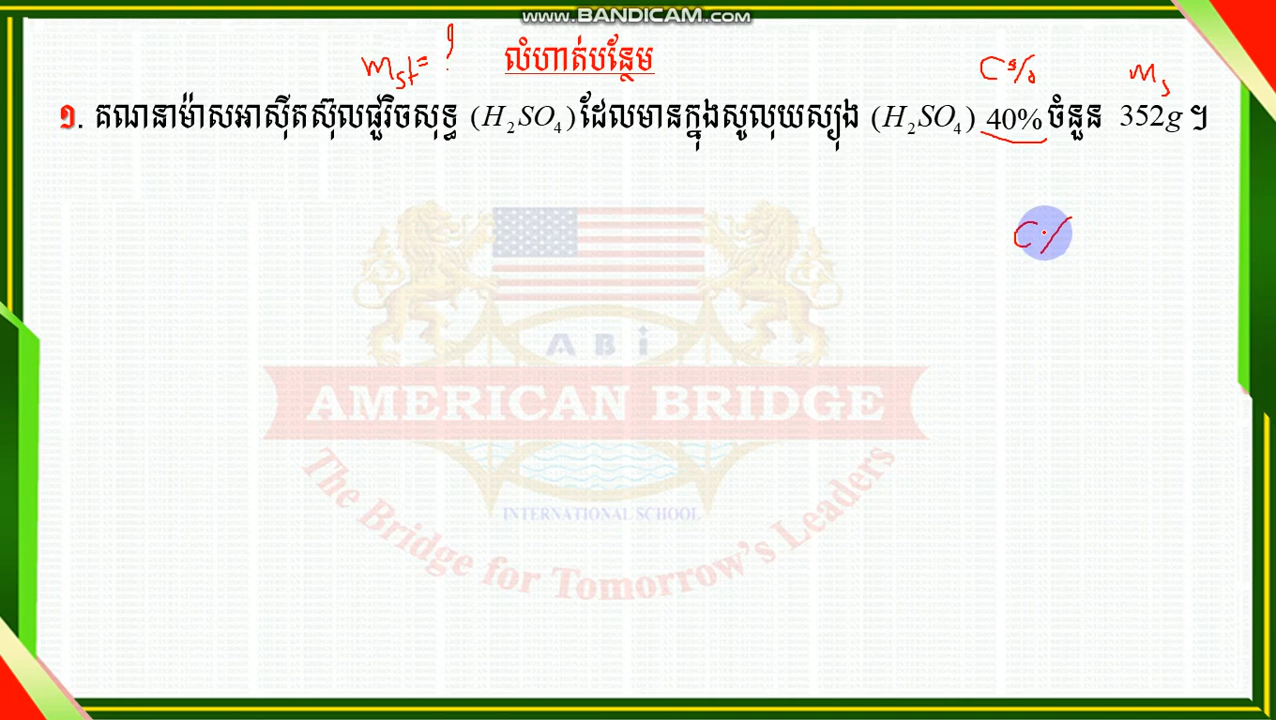 www.BANDICAM.com
លំហាត់បន្ថែម
mst= ?
C% ms
១. គណនាម៉ាសអាស៊ីតស៊ុលផួរិចសុទ្ធ (H₂SO₄) ដែលមានក្នុងសូលុយស្យុង (H₂SO₄) 40% ចំនួន 352g ។
C%
A B i
AMERICAN BRIDGE
INTERNATIONAL SCHOOL
The Bridge for Tomorrow's Leaders